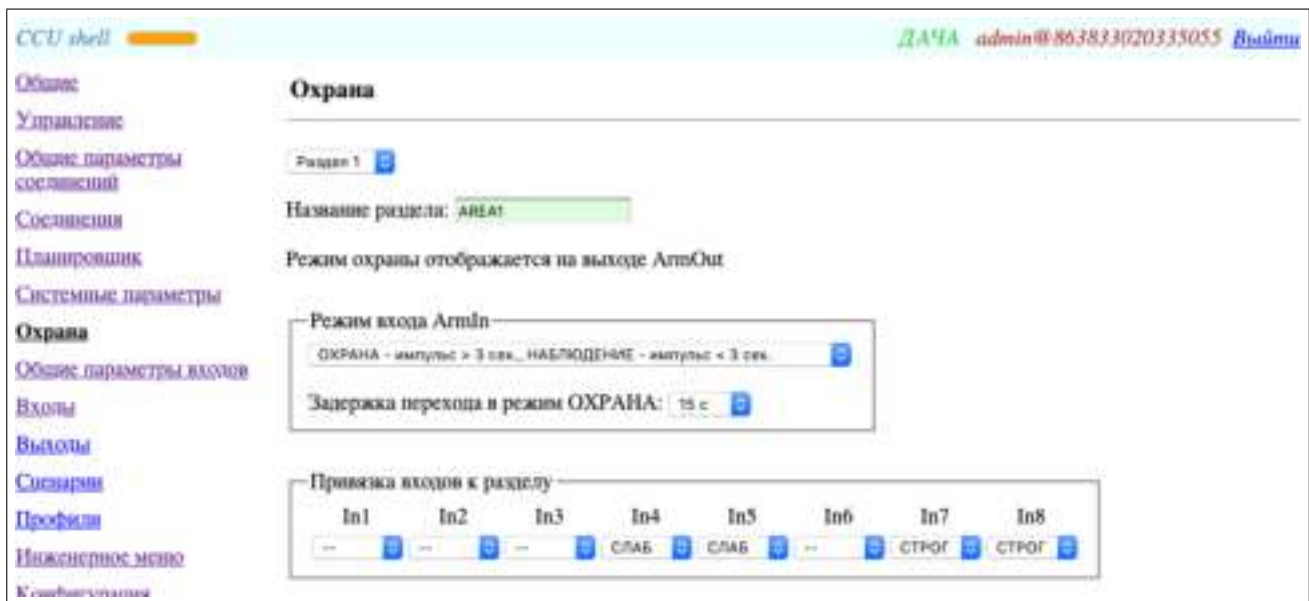 CCU shell
ДАЧА admin@863833020335055 Выйти
Общие
Управление
Общие параметры
соединений
Соединения
Планировщик
Системные параметры
Охрана
Общие параметры входов
Входы
Выходы
Сценарии
Профили
Инженерное меню
Конфигурация
Охрана
Раздел 1
Название раздела: AREA1
Режим охраны отображается на выходе ArmOut
Режим входа ArmIn
ОХРАНА - импульс > 3 сек., НАБЛЮДЕНИЕ - импульс < 3 сек.
Задержка перехода в режим ОХРАНА: 15 с
Привязка входов к разделу
In1 In2 In3 In4 In5 In6 In7 In8
-- -- -- СЛАБ СЛАБ -- СТРОГ СТРОГ